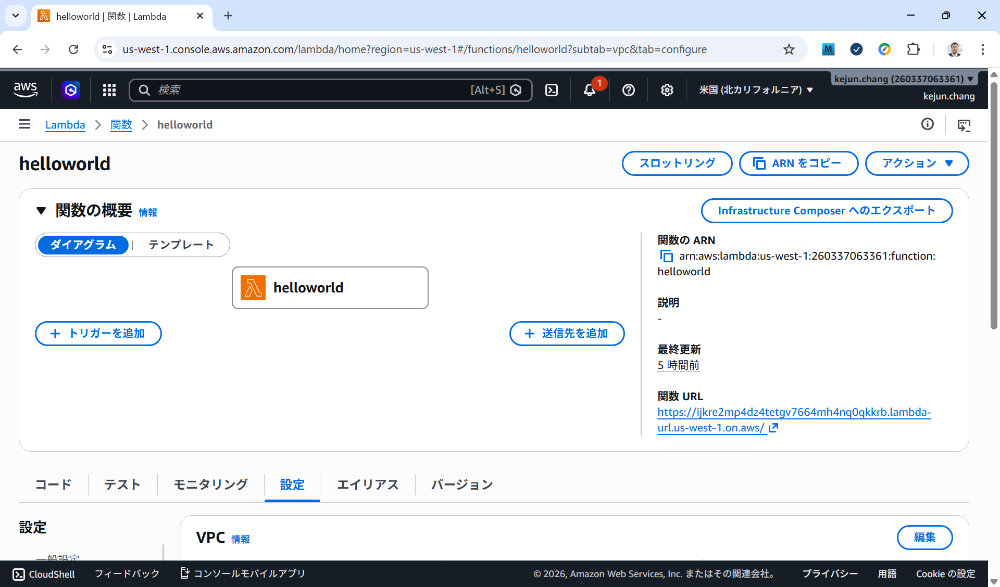 helloworld | 関数 | Lambda
us-west-1.console.aws.amazon.com/lambda/home?region=us-west-1#/functions/helloworld?subtab=vpc&tab=configure
M
aws
検索
[Alt+S]
1
米国 (北カリフォルニア) ▼
kejun.chang (260337063361) ▼
kejun.chang
Lambda
関数
helloworld
helloworld
スロットリング
ARN をコピー
アクション ▼
▼ 関数の概要 情報
Infrastructure Composer へのエクスポート
ダイアグラム | テンプレート
helloworld
+ トリガーを追加
+ 送信先を追加
関数の ARN
arn:aws:lambda:us-west-1:260337063361:function:
helloworld
説明
-
最終更新
5 時間前
関数 URL
https://ijkre2mp4dz4tetgv7664mh4nq0qkkrb.lambda-
url.us-west-1.on.aws/
コード
テスト
モニタリング
設定
エイリアス
バージョン
設定
一般設定
VPC 情報
編集
CloudShell
フィードバック
コンソールモバイルアプリ
© 2026, Amazon Web Services, Inc. またはその関連会社。
プライバシー
用語
Cookie の設定